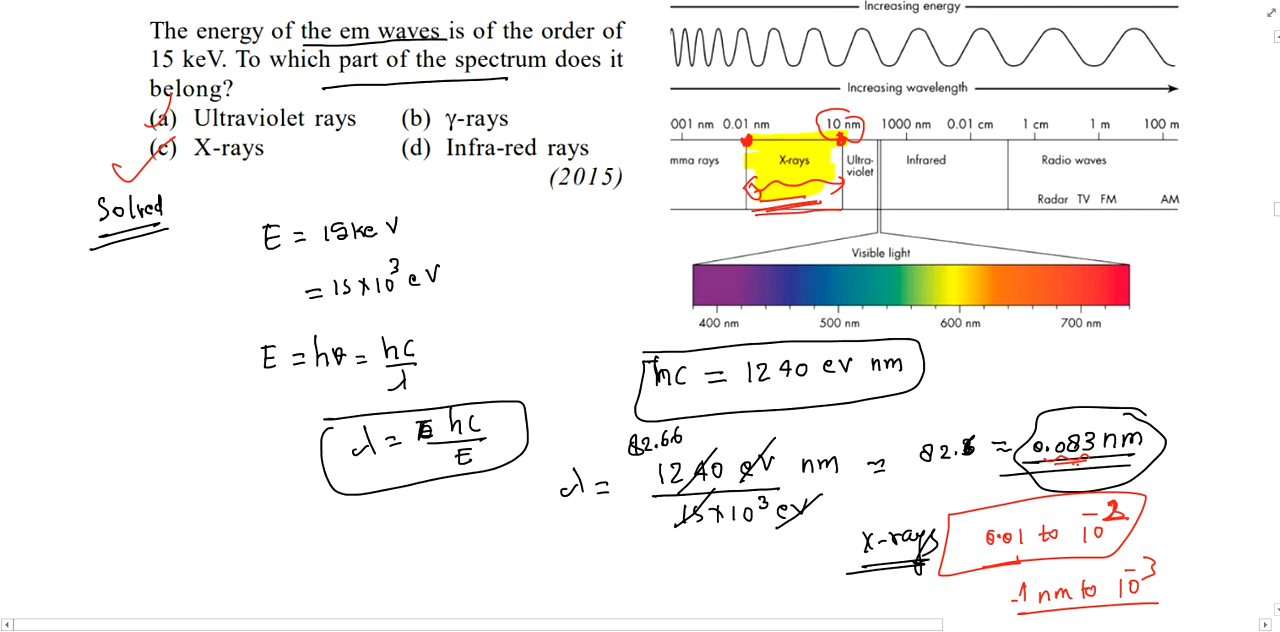 The energy of the em waves is of the order of
15 keV. To which part of the spectrum does it
belong?
(a) Ultraviolet rays (b) γ-rays
(c) X-rays (d) Infra-red rays
(2015)
Solved
E = 15 keV
= 15 × 10³ eV
E = hν = hc/λ
λ = hc/E
Increasing energy
Increasing wavelength
001 nm 0.01 nm 10 nm 1000 nm 0.01 cm 1 cm 1 m 100 m
mma rays X-rays Ultra-violet Infrared Radio waves
Radar TV FM AM
Visible light
400 nm 500 nm 600 nm 700 nm
hc = 1240 eV nm
82.66
λ = 1240 eV / 15 × 10³ eV nm = 82. ≈ 0.083 nm
X-rays
0.01 to 10⁻
.1 nm to 10⁻³